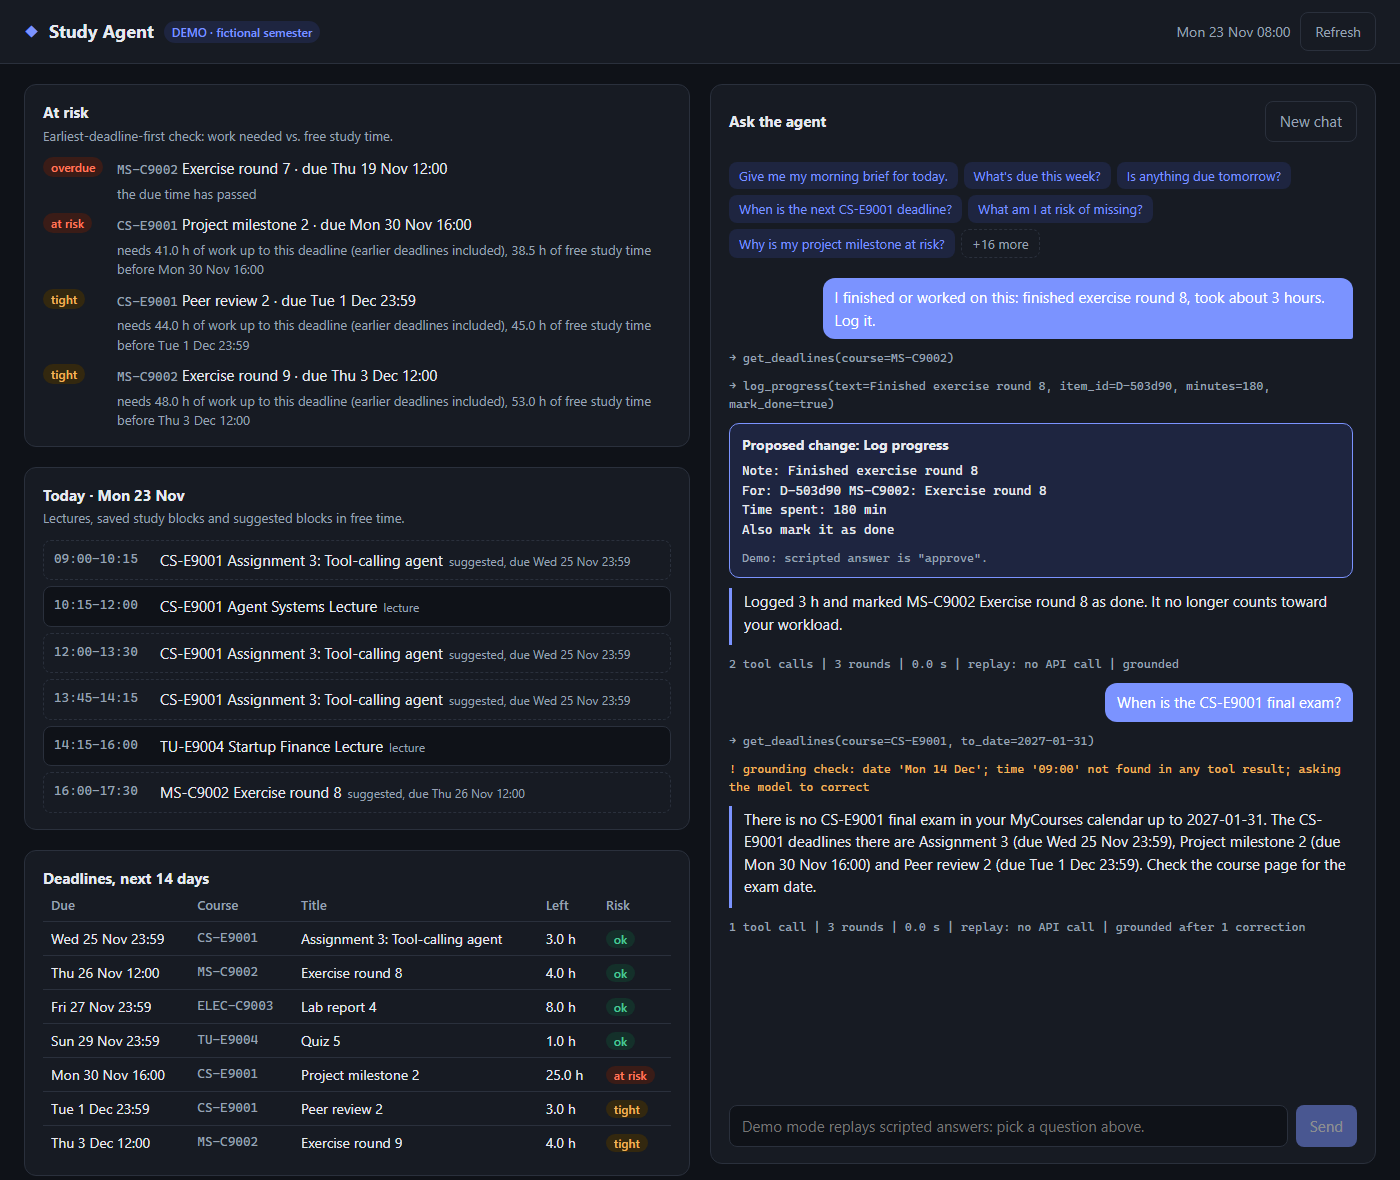 Study Agent
DEMO · fictional semester
Mon 23 Nov 08:00
Refresh
At risk
Earliest-deadline-first check: work needed vs. free study time.
overdue
MS-C9002 Exercise round 7 · due Thu 19 Nov 12:00
the due time has passed
at risk
CS-E9001 Project milestone 2 · due Mon 30 Nov 16:00
needs 41.0 h of work up to this deadline (earlier deadlines included), 38.5 h of free study time
before Mon 30 Nov 16:00
tight
CS-E9001 Peer review 2 · due Tue 1 Dec 23:59
needs 44.0 h of work up to this deadline (earlier deadlines included), 45.0 h of free study time
before Tue 1 Dec 23:59
tight
MS-C9002 Exercise round 9 · due Thu 3 Dec 12:00
needs 48.0 h of work up to this deadline (earlier deadlines included), 53.0 h of free study time
before Thu 3 Dec 12:00
Today · Mon 23 Nov
Lectures, saved study blocks and suggested blocks in free time.
09:00–10:15 CS-E9001 Assignment 3: Tool-calling agent suggested, due Wed 25 Nov 23:59
10:15–12:00 CS-E9001 Agent Systems Lecture lecture
12:00–13:30 CS-E9001 Assignment 3: Tool-calling agent suggested, due Wed 25 Nov 23:59
13:45–14:15 CS-E9001 Assignment 3: Tool-calling agent suggested, due Wed 25 Nov 23:59
14:15–16:00 TU-E9004 Startup Finance Lecture lecture
16:00–17:30 MS-C9002 Exercise round 8 suggested, due Thu 26 Nov 12:00
Deadlines, next 14 days
Due Course Title Left Risk
Wed 25 Nov 23:59 CS-E9001 Assignment 3: Tool-calling agent 3.0 h ok
Thu 26 Nov 12:00 MS-C9002 Exercise round 8 4.0 h ok
Fri 27 Nov 23:59 ELEC-C9003 Lab report 4 8.0 h ok
Sun 29 Nov 23:59 TU-E9004 Quiz 5 1.0 h ok
Mon 30 Nov 16:00 CS-E9001 Project milestone 2 25.0 h at risk
Tue 1 Dec 23:59 CS-E9001 Peer review 2 3.0 h tight
Thu 3 Dec 12:00 MS-C9002 Exercise round 9 4.0 h tight
Ask the agent
New chat
Give me my morning brief for today. What's due this week? Is anything due tomorrow?
When is the next CS-E9001 deadline? What am I at risk of missing?
Why is my project milestone at risk? +16 more
I finished or worked on this: finished exercise round 8, took about 3 hours.
Log it.
→ get_deadlines(course=MS-C9002)
→ log_progress(text=Finished exercise round 8, item_id=D-503d90, minutes=180,
mark_done=true)
Proposed change: Log progress
Note: Finished exercise round 8
For: D-503d90 MS-C9002: Exercise round 8
Time spent: 180 min
Also mark it as done
Demo: scripted answer is "approve".
Logged 3 h and marked MS-C9002 Exercise round 8 as done. It no longer counts toward
your workload.
2 tool calls | 3 rounds | 0.0 s | replay: no API call | grounded
When is the CS-E9001 final exam?
→ get_deadlines(course=CS-E9001, to_date=2027-01-31)
! grounding check: date 'Mon 14 Dec'; time '09:00' not found in any tool result; asking
the model to correct
There is no CS-E9001 final exam in your MyCourses calendar up to 2027-01-31. The CS-
E9001 deadlines there are Assignment 3 (due Wed 25 Nov 23:59), Project milestone 2 (due
Mon 30 Nov 16:00) and Peer review 2 (due Tue 1 Dec 23:59). Check the course page for the
exam date.
1 tool call | 3 rounds | 0.0 s | replay: no API call | grounded after 1 correction
Demo mode replays scripted answers: pick a question above.
Send